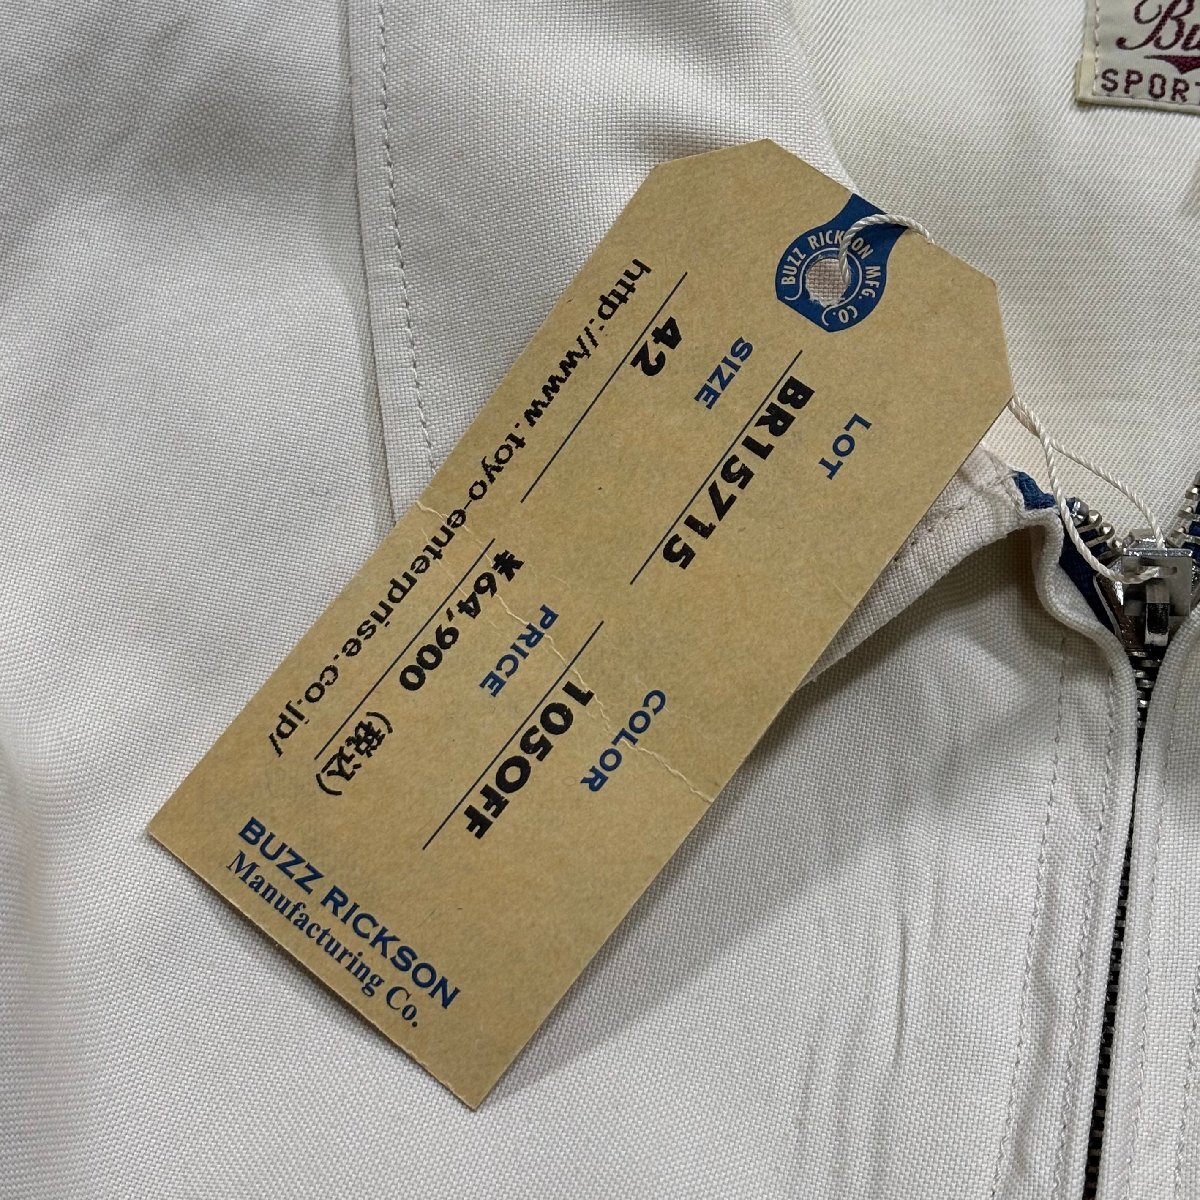 BUZZ RICKSON MFG. CO.
LOT
BR15715
COLOR
105OFF
SIZE
42
PRICE
¥64,900 (税込)
http://www.toyo-enterprise.co.jp/
BUZZ RICKSON
Manufacturing Co.